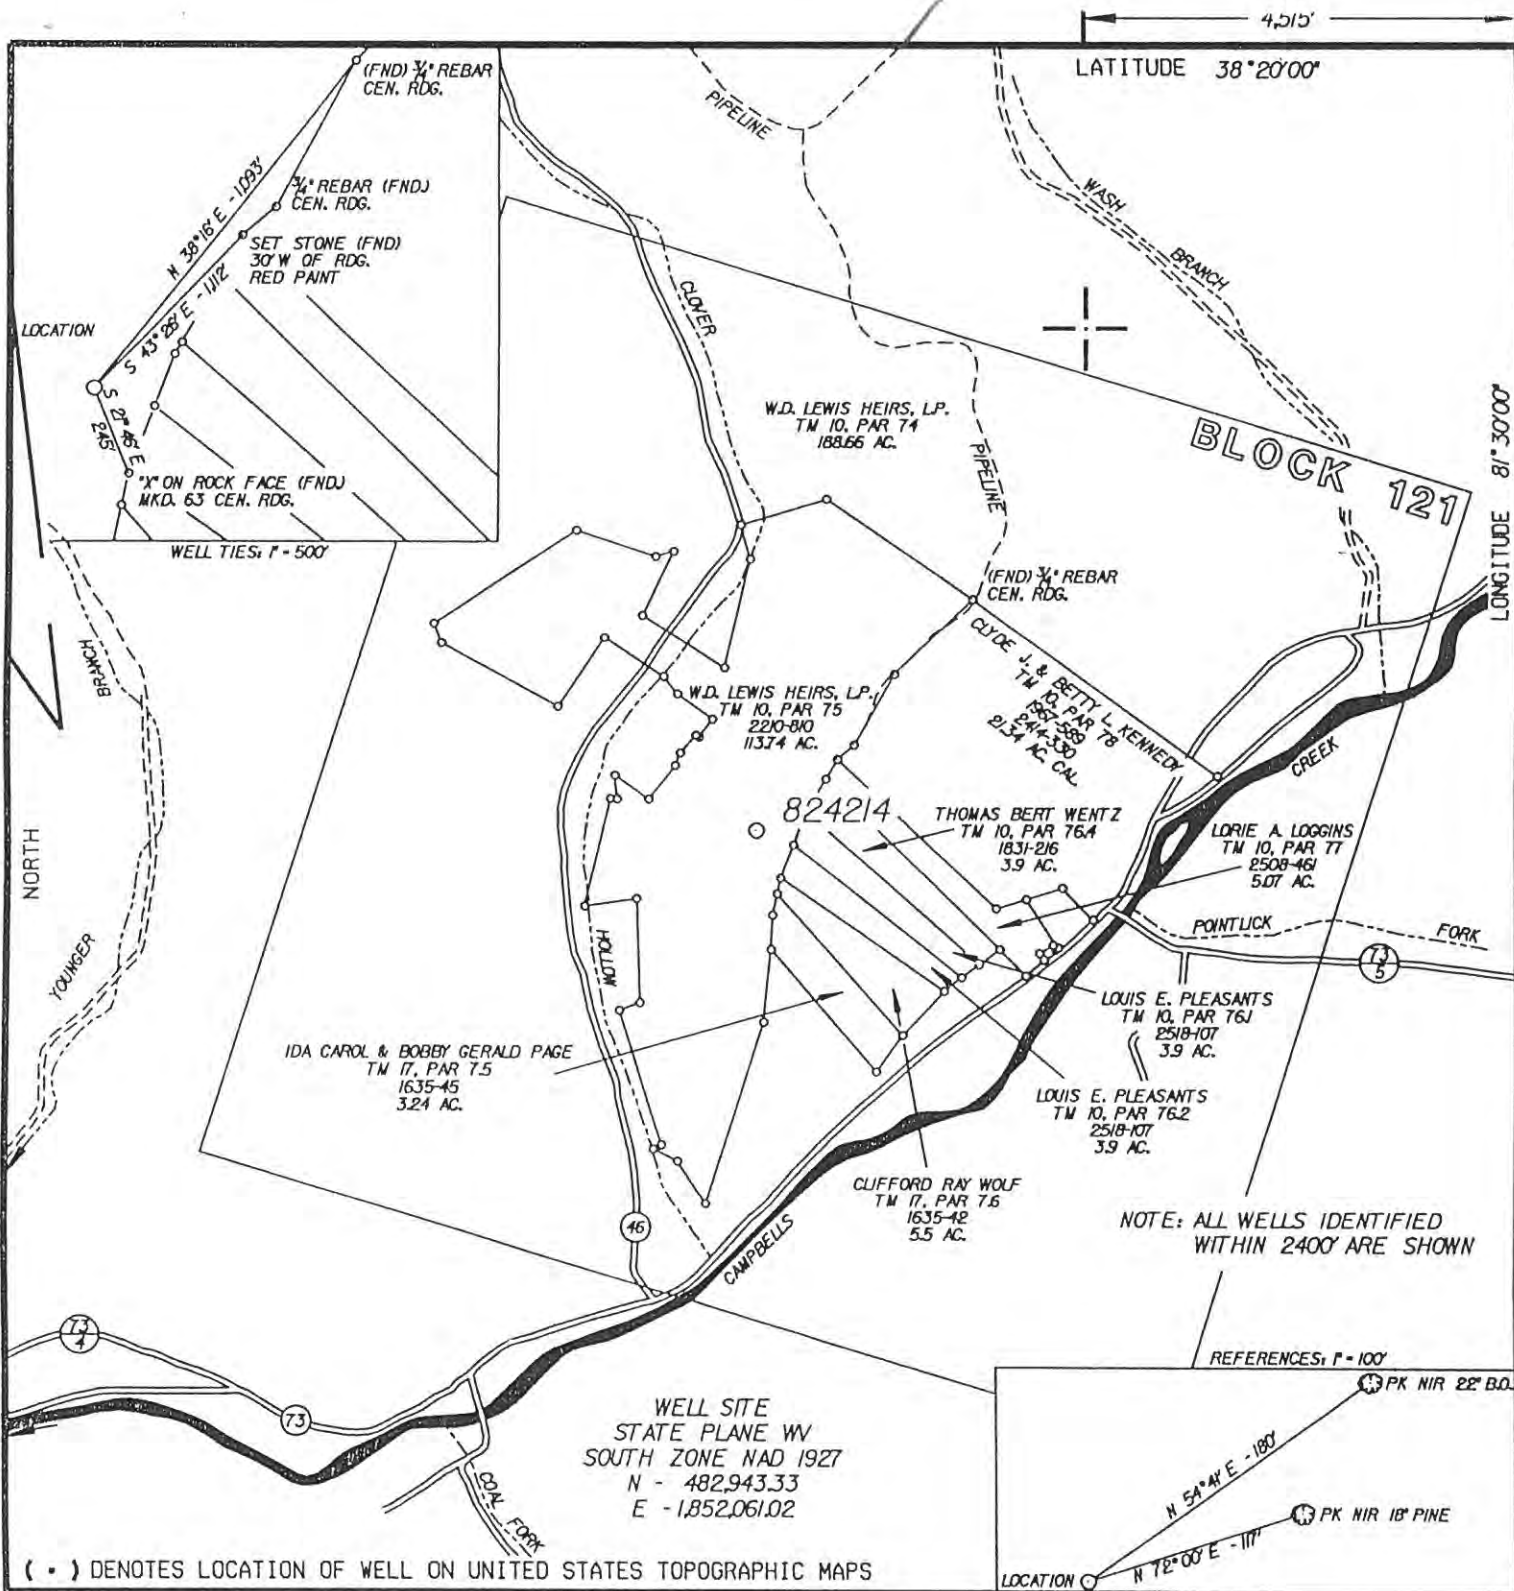 4,515'
LATITUDE 38°20'00"
(FND) ¾" REBAR
CEN. RDG.
¾" REBAR (FND.)
CEN. RDG.
SET STONE (FND)
30' W OF RDG.
RED PAINT
N 38°16' E - 1,093'
S 43°26' E - 1,112'
LOCATION
S 21°46' E
245'
"X" ON ROCK FACE (FND.)
MKD. 63 CEN. RDG.
WELL TIES: 1" = 500'
PIPELINE
WASH
BRANCH
CLOVER
W.D. LEWIS HEIRS, L.P.
TM 10, PAR 74
188.66 AC.
PIPELINE
BLOCK 121
LONGITUDE 81°30'00"
(FND) ¾" REBAR
CEN. RDG.
CLYDE J. & BETTY L. KENNEDY
TM 10, PAR 78
1967-589
2414-330
21.34 AC. CAL.
BRANCH
W.D. LEWIS HEIRS, L.P.
TM 10, PAR 75
2210-810
113.74 AC.
CREEK
824214
THOMAS BERT WENTZ
TM 10, PAR 76.4
1831-216
3.9 AC.
LORIE A. LOGGINS
TM 10, PAR 77
2508-461
5.07 AC.
NORTH
YOUNGER
HOLLOW
POINTLICK
FORK
73
5
LOUIS E. PLEASANTS
TM 10, PAR 76.1
2518-107
3.9 AC.
IDA CAROL & BOBBY GERALD PAGE
TM 17, PAR 7.5
1635-45
3.24 AC.
LOUIS E. PLEASANTS
TM 10, PAR 76.2
2518-107
3.9 AC.
CLIFFORD RAY WOLF
TM 17, PAR 7.6
1635-42
5.5 AC.
46
CAMPBELLS
NOTE: ALL WELLS IDENTIFIED
WITHIN 2400' ARE SHOWN
73
4
73
REFERENCES: 1" = 100'
PK NIR 22" B.O.
N 54°41' E - 180'
PK NIR 18" PINE
N 72°00' E - 117'
LOCATION
WELL SITE
STATE PLANE WV
SOUTH ZONE NAD 1927
N - 482,943.33
E - 1,852,061.02
COAL FORK
( • ) DENOTES LOCATION OF WELL ON UNITED STATES TOPOGRAPHIC MAPS